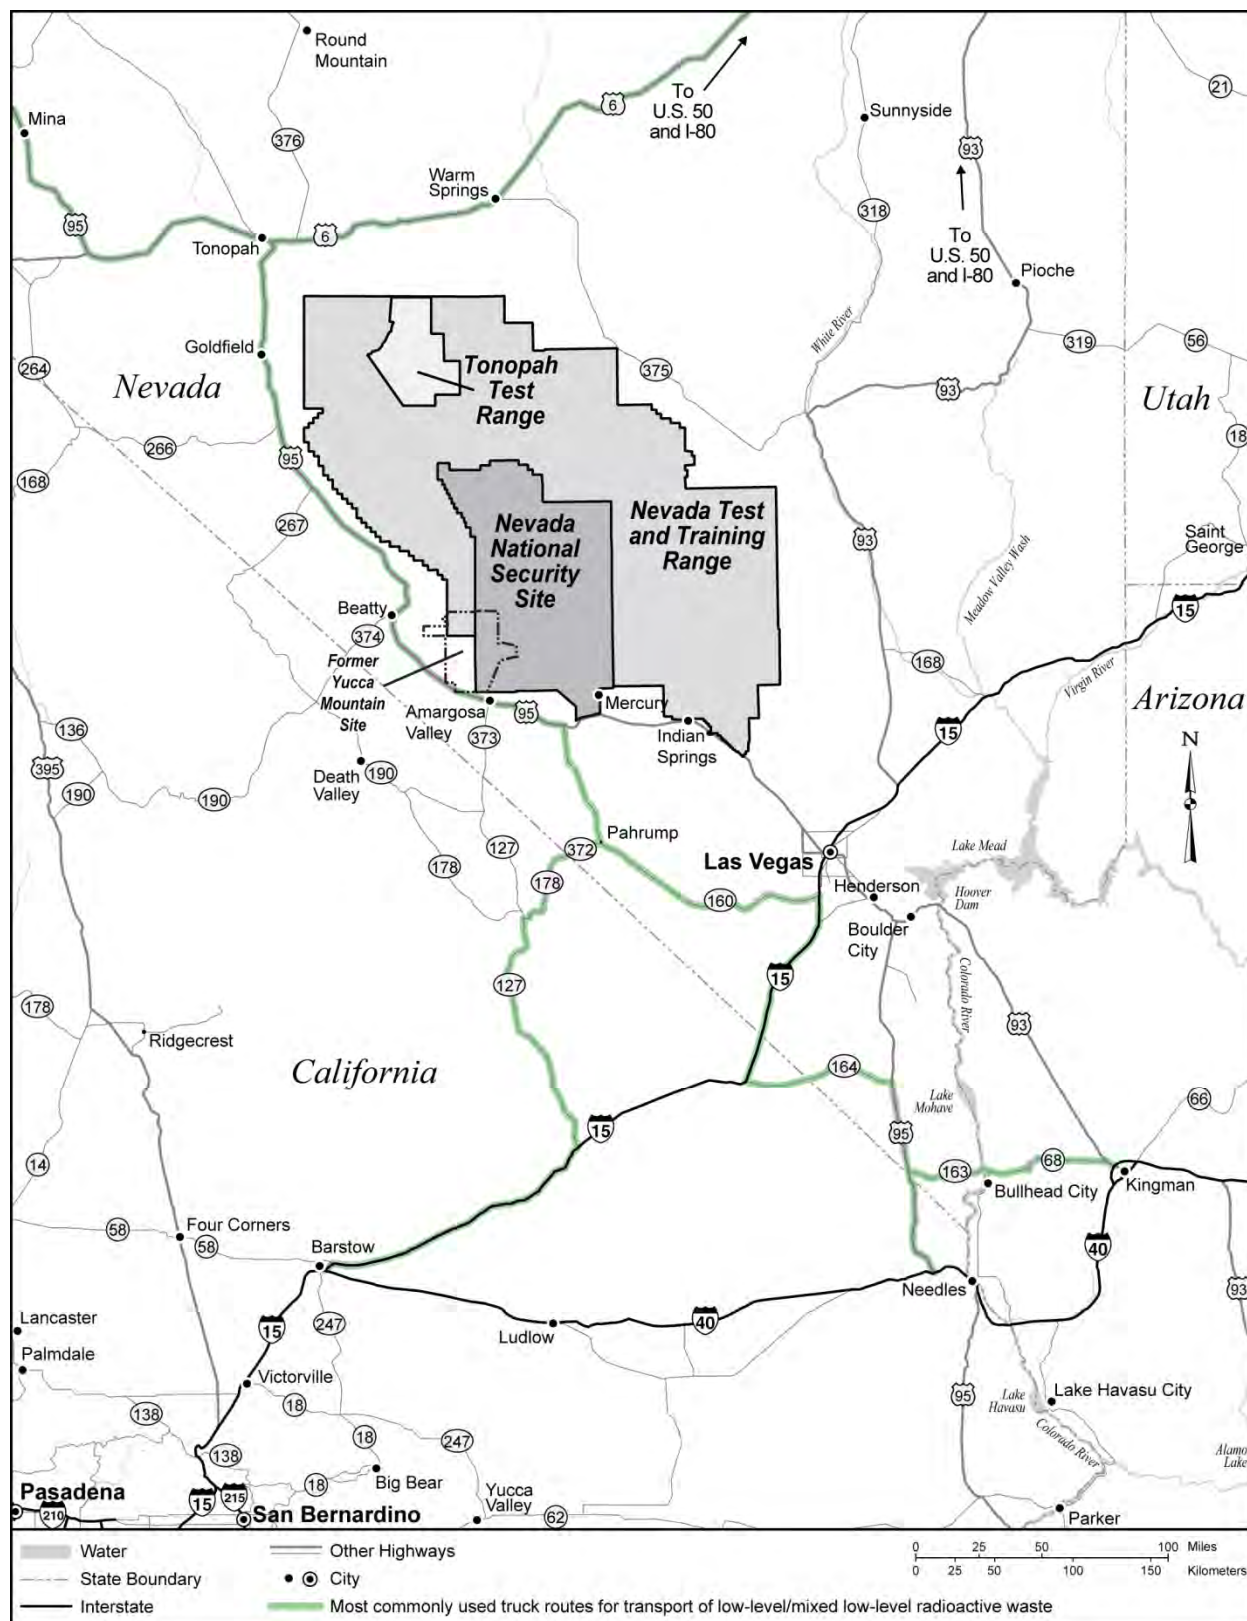 Round
Mountain
6
To
U.S. 50
and I-80
Sunnyside
21
Mina
376
93
Warm
Springs
318
95
6
Tonopah
To
U.S. 50
and I-80
Pioche
White River
319
56
Goldfield
264
Nevada
Tonopah
Test
Range
375
93
Utah
18
266
95
168
267
Nevada
National
Security
Site
Nevada Test
and Training
Range
93
Meadow Valley Wash
Saint
George
15
Beatty
374
Former
Yucca
Mountain
Site
168
Virgin River
Mercury
Amargosa
Valley
95
Indian
Springs
Arizona
15
136
373
395
Death
Valley
190
190
190
N
127
372
Pahrump
Las Vegas
Lake Mead
178
178
160
Henderson
Hoover
Dam
Boulder
City
127
15
Colorado River
178
Ridgecrest
93
California
164
Lake
Mohave
66
15
95
14
163
68
Bullhead City
Kingman
58
Four Corners
58
Barstow
40
Needles
93
Lancaster
15
247
Ludlow
40
Palmdale
Victorville
18
95
Lake
Havasu
Lake Havasu City
138
18
247
Colorado River
138
Alamo
Lake
18
Big Bear
Pasadena
210
15
215
San Bernardino
Yucca
Valley
62
Parker
Water
Other Highways
0 25 50 100 Miles
State Boundary
City
0 25 50 100 150 Kilometers
Interstate
Most commonly used truck routes for transport of low-level/mixed low-level radioactive waste